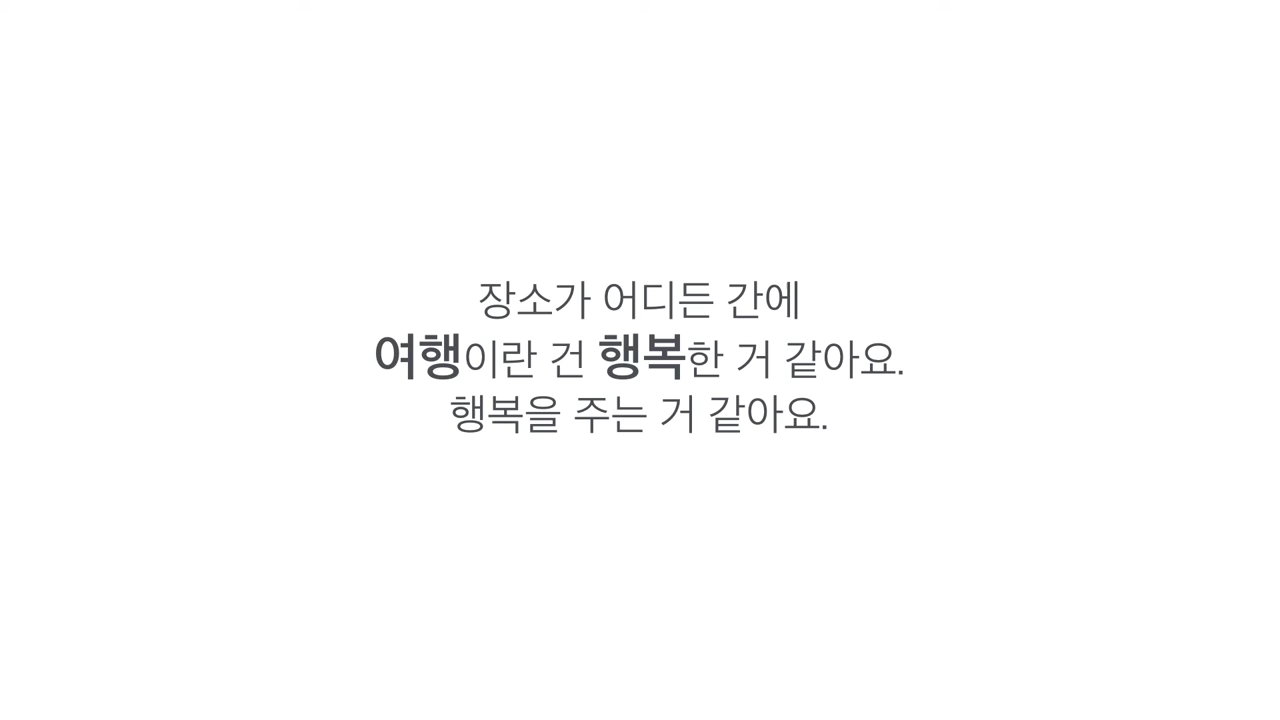 장소가 어디든 간에
여행이란 건 행복한 거 같아요.
행복을 주는 거 같아요.